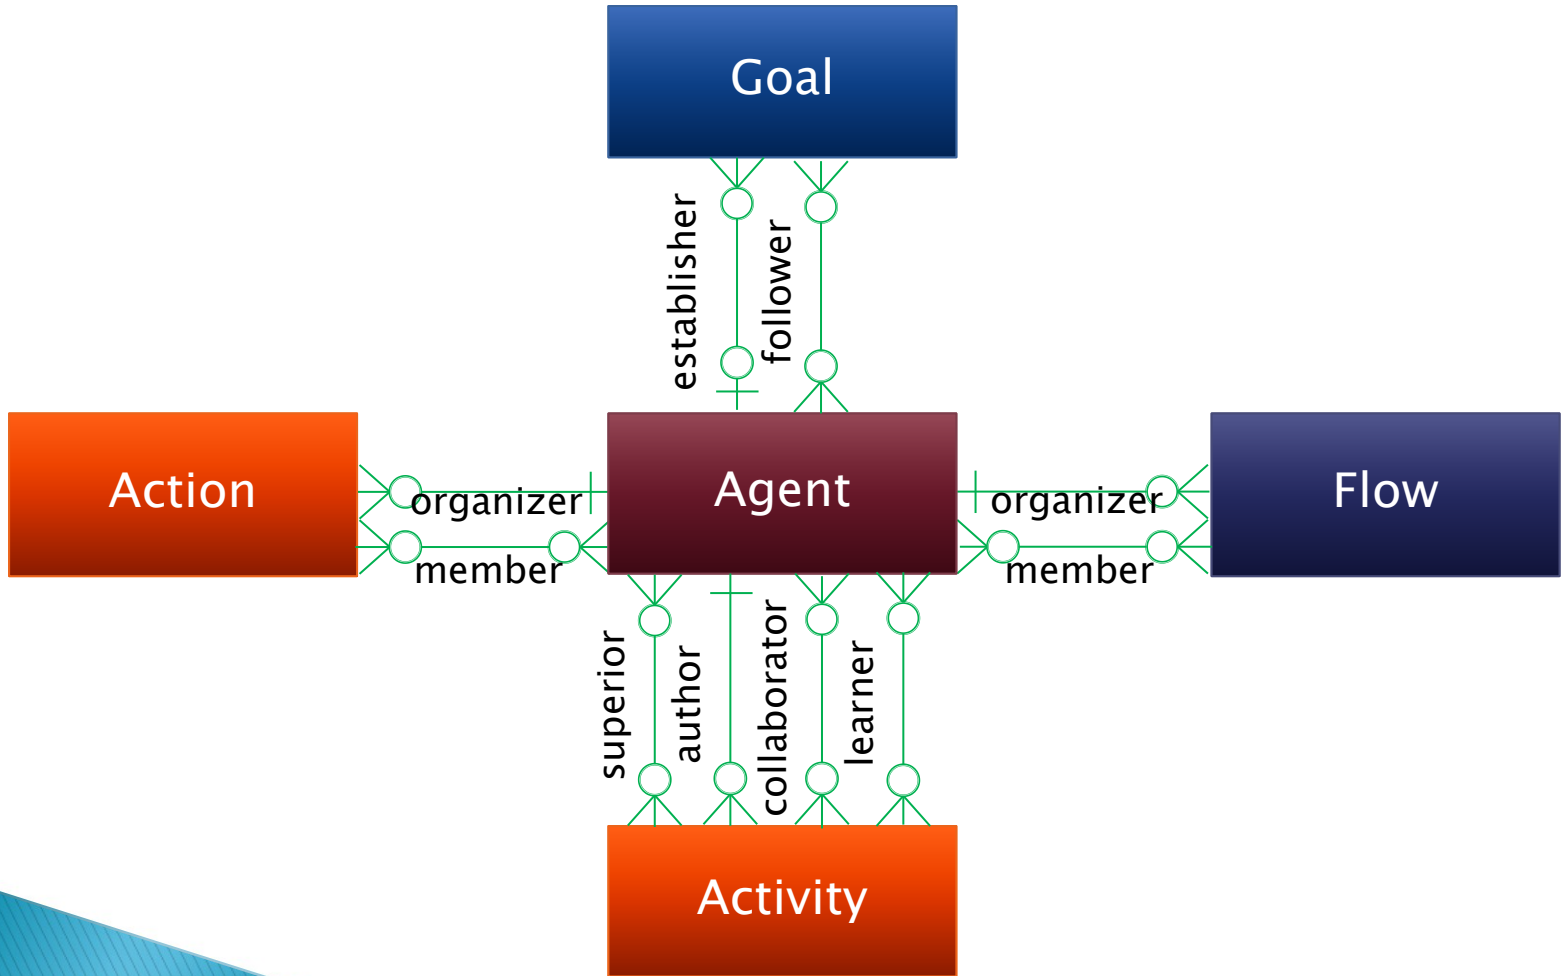 Goal
establisher
follower
Action
organizer
Agent
organizer
Flow
member
member
superior
author
collaborator
learner
Activity